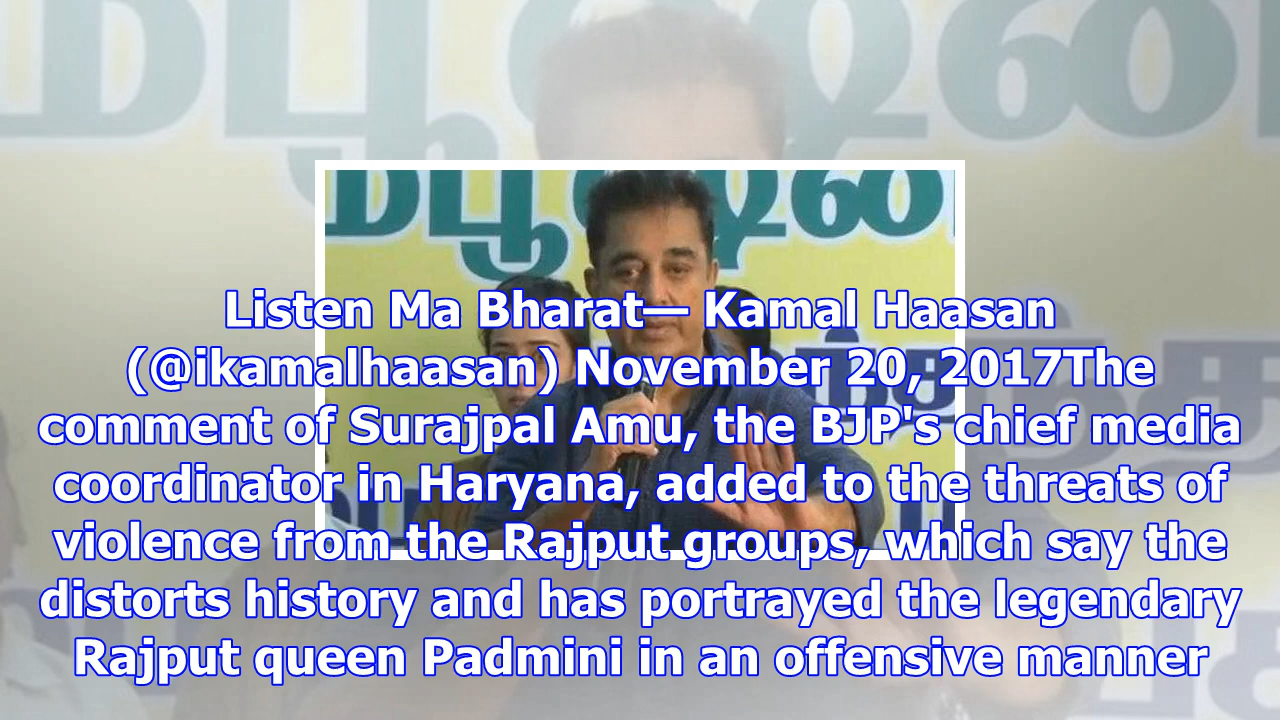 Listen Ma Bharat— Kamal Haasan
(@ikamalhaasan) November 20, 2017The
comment of Surajpal Amu, the BJP's chief media
coordinator in Haryana, added to the threats of
violence from the Rajput groups, which say the
distorts history and has portrayed the legendary
Rajput queen Padmini in an offensive manner